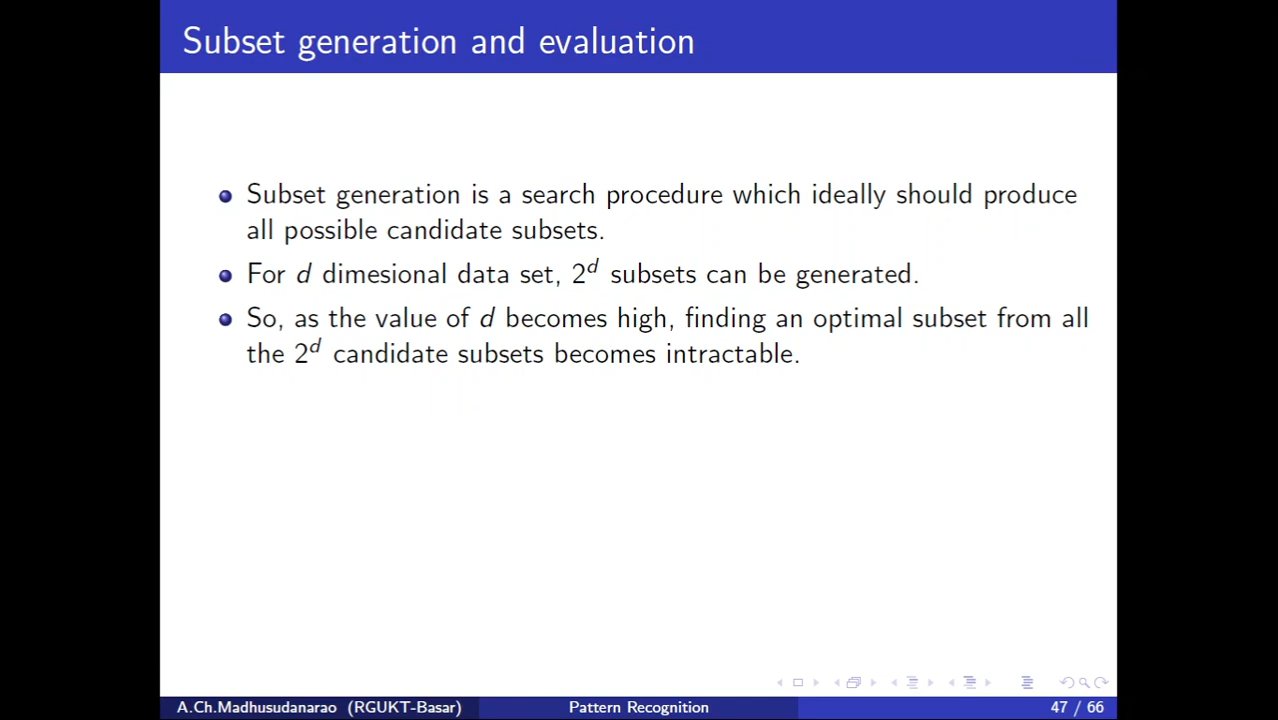 Subset generation and evaluation
Subset generation is a search procedure which ideally should produce
all possible candidate subsets.
For d dimesional data set, 2^d subsets can be generated.
So, as the value of d becomes high, finding an optimal subset from all
the 2^d candidate subsets becomes intractable.
A.Ch.Madhusudanarao (RGUKT-Basar) Pattern Recognition 47 / 66